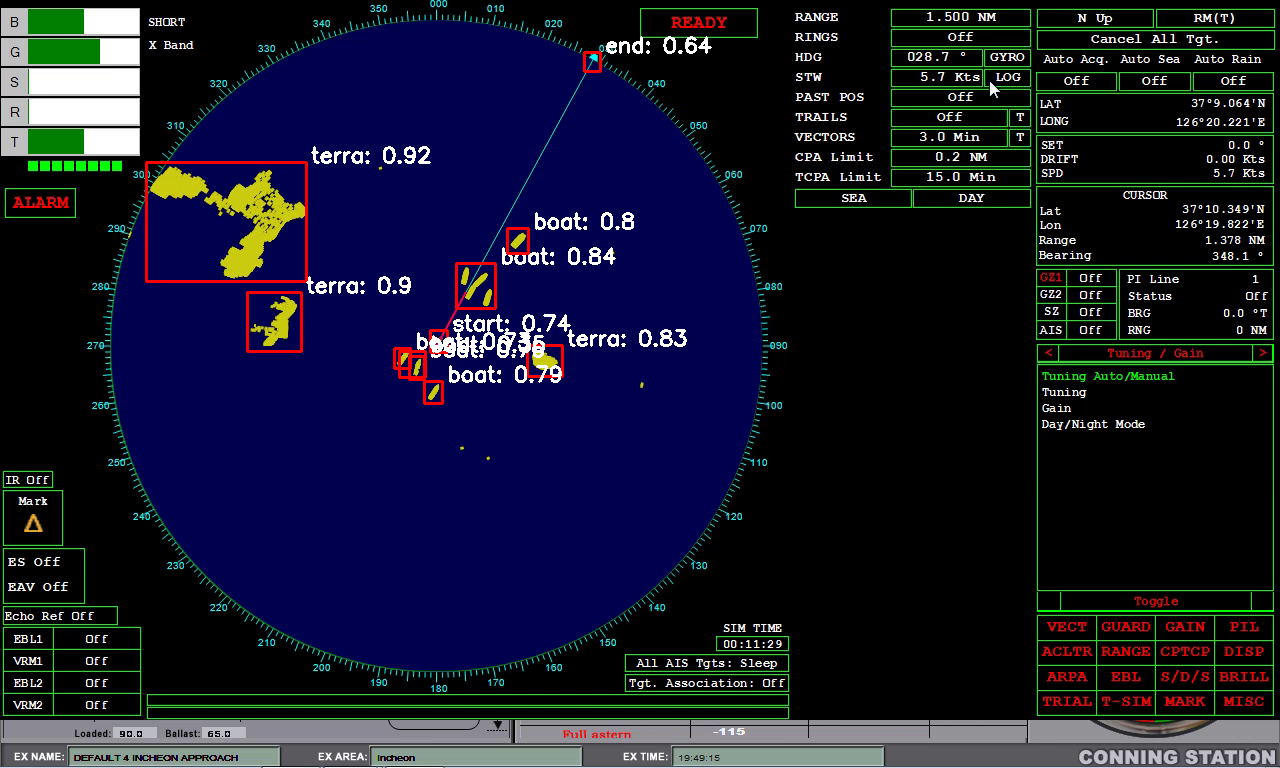 B
G
S
R
T
SHORT
X Band
ALARM
READY
000
350
340
330
320
310
300
290
280
270
260
250
240
230
220
210
200
190
180
170
160
150
140
130
120
110
100
090
080
070
060
050
040
020
010
end: 0.64
terra: 0.92
boat: 0.8
boat: 0.84
terra: 0.9
start: 0.74
terra: 0.83
boat: 0.79
RANGE 1.500 NM
RINGS Off
HDG 028.7 ° GYRO
STW 5.7 Kts LOG
PAST POS Off
TRAILS Off T
VECTORS 3.0 Min T
CPA Limit 0.2 NM
TCPA Limit 15.0 Min
SEA DAY
N Up RM(T)
Cancel All Tgt.
Auto Acq. Auto Sea Auto Rain
Off Off Off
LAT 37°9.064'N
LONG 126°20.221'E
SET 0.0 °
DRIFT 0.00 Kts
SPD 5.7 Kts
CURSOR
Lat 37°10.349'N
Lon 126°19.822'E
Range 1.378 NM
Bearing 348.1 °
GZ1 Off
GZ2 Off
SZ Off
AIS Off
PI Line 1
Status Off
BRG 0.0 °T
RNG 0 NM
< Tuning / Gain >
Tuning Auto/Manual
Tuning
Gain
Day/Night Mode
Toggle
VECT GUARD GAIN PIL
ACLTR RANGE CPTCP DISP
ARPA EBL S/D/S BRILL
TRIAL T-SIM MARK MISC
IR Off
Mark
ES Off
EAV Off
Echo Ref Off
EBL1 Off
VRM1 Off
EBL2 Off
VRM2 Off
SIM TIME
00:11:29
All AIS Tgts: Sleep
Tgt. Association: Off
Loaded: 90.0 Ballast: 65.0
Full astern -115
EX NAME: DEFAULT 4 INCHEON APPROACH EX AREA: Incheon EX TIME: 19:49:15
CONNING STATION